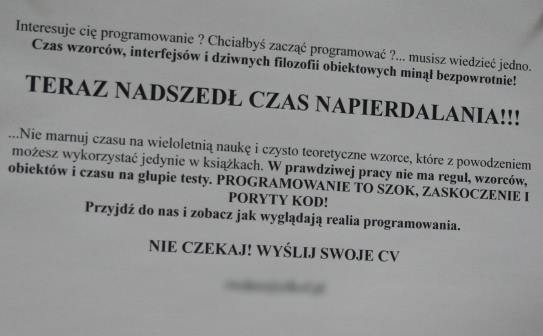 Interesuje cię programowanie ? Chciałbyś zacząć programować ?... musisz wiedzieć jedno.
Czas wzorców, interfejsów i dziwnych filozofii obiektowych minął bezpowrotnie!
TERAZ NADSZEDŁ CZAS NAPIERDALANIA!!!
...Nie marnuj czasu na wieloletnią naukę i czysto teoretyczne wzorce, które z powodzeniem
możesz wykorzystać jedynie w książkach. W prawdziwej pracy nie ma reguł, wzorców,
obiektów i czasu na głupie testy. PROGRAMOWANIE TO SZOK, ZASKOCZENIE I
PORYTY KOD!
Przyjdź do nas i zobacz jak wyglądają realia programowania.
NIE CZEKAJ! WYŚLIJ SWOJE CV